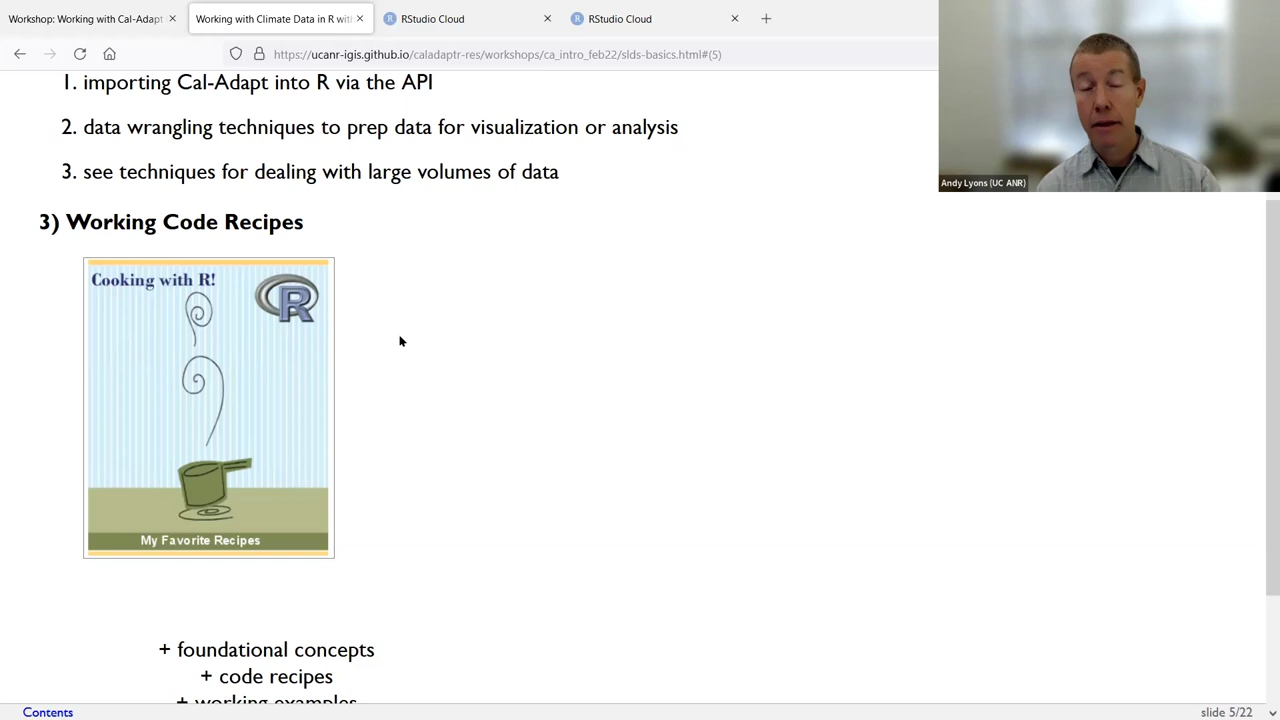 Workshop: Working with Cal-Adapt
Working with Climate Data in R with
RStudio Cloud
RStudio Cloud
https://ucanr-igis.github.io/caladaptr-res/workshops/ca_intro_feb22/slds-basics.html#(5)
1. importing Cal-Adapt into R via the API
2. data wrangling techniques to prep data for visualization or analysis
3. see techniques for dealing with large volumes of data
Andy Lyons (UC ANR)
3) Working Code Recipes
Cooking with R!
R
My Favorite Recipes
+ foundational concepts
+ code recipes
+ working examples
Contents
slide 5/22